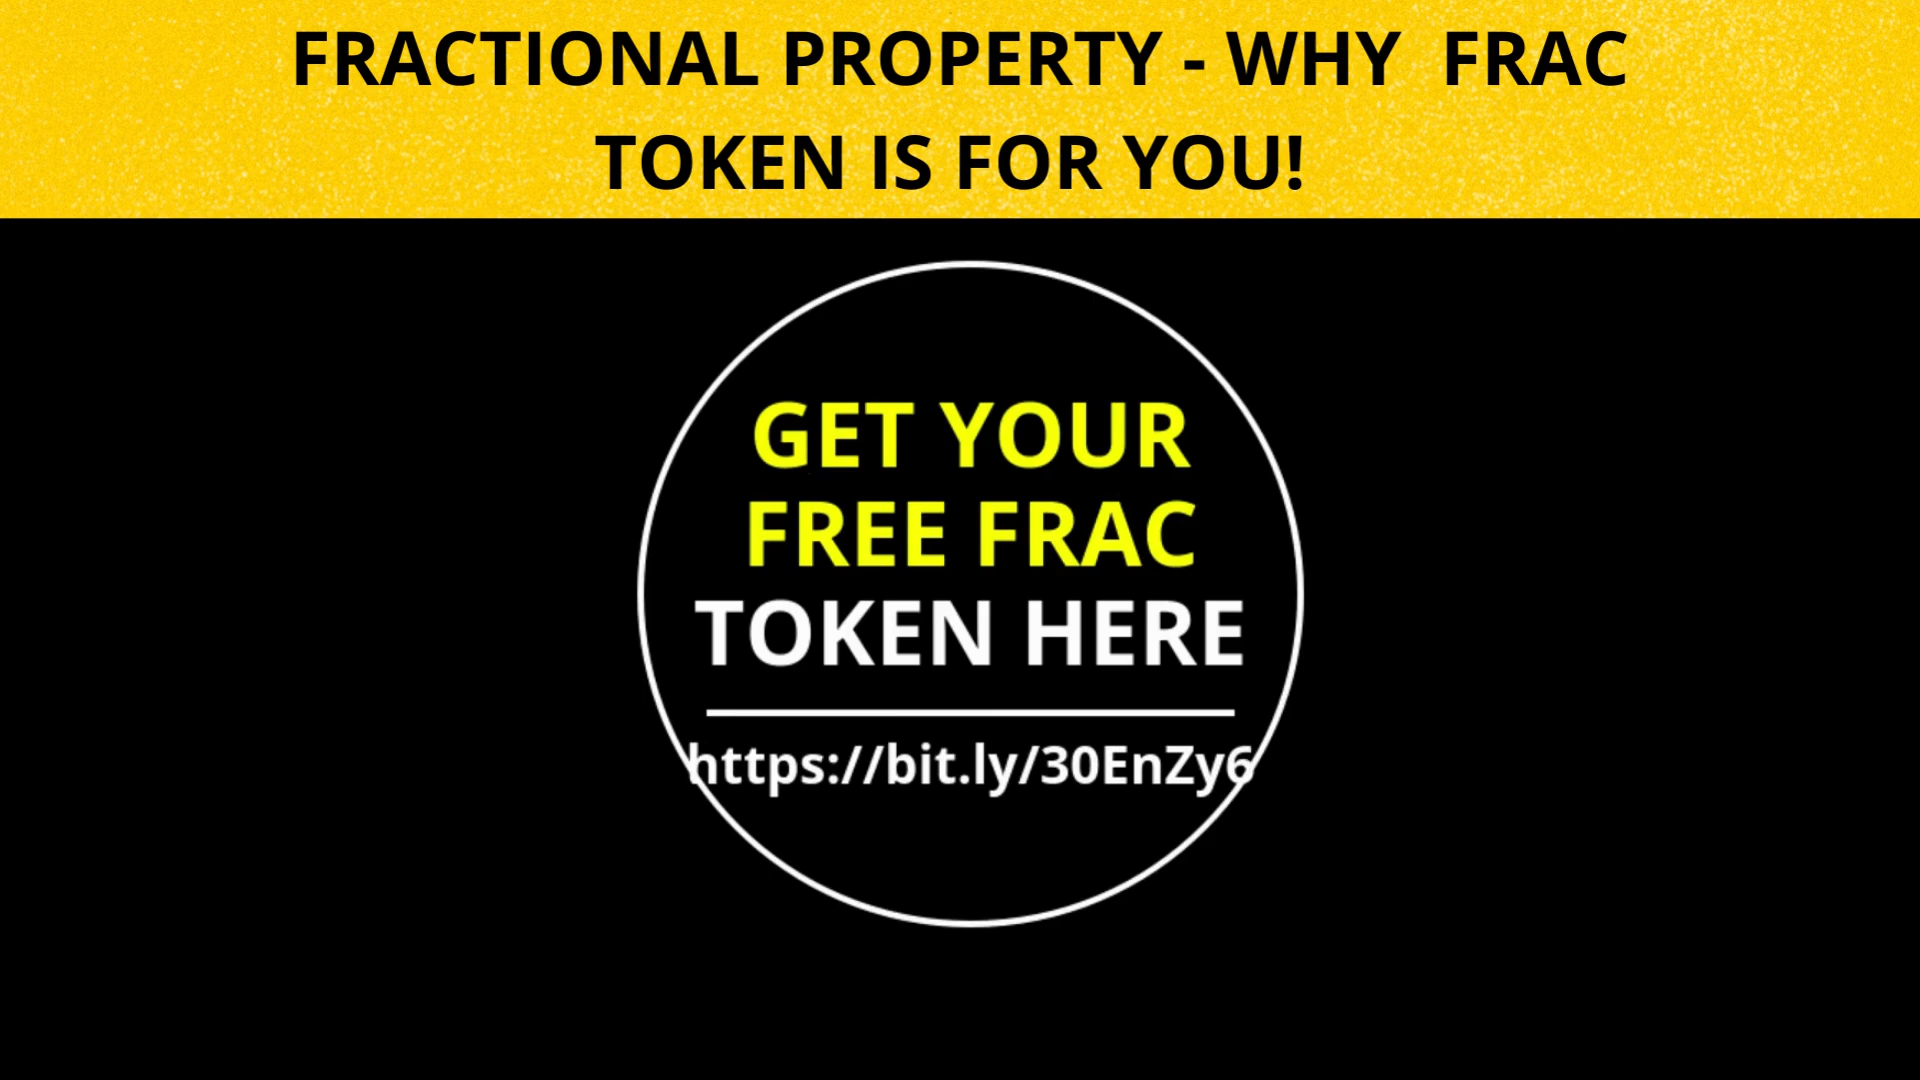 FRACTIONAL PROPERTY - WHY FRAC
TOKEN IS FOR YOU!
GET YOUR
FREE FRAC
TOKEN HERE
https://bit.ly/30EnZy6